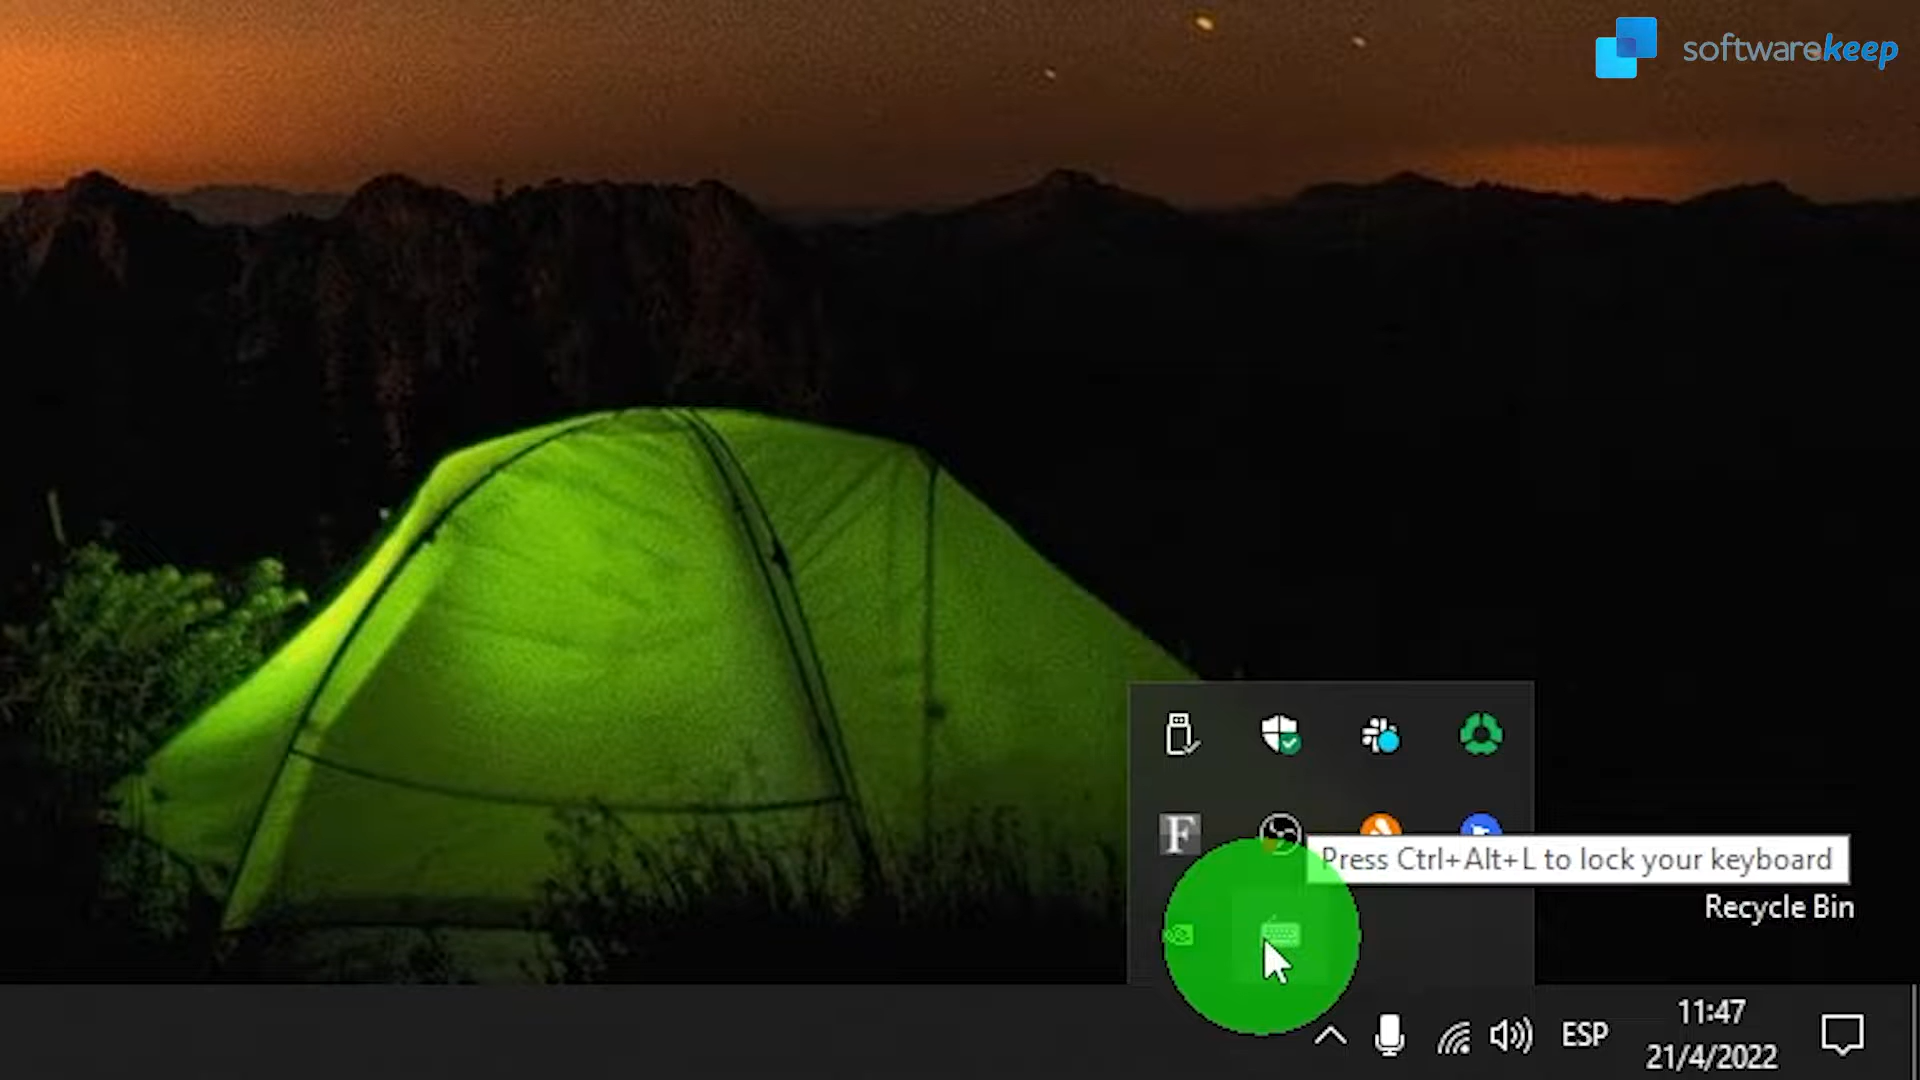 softwarekeep
F
Press Ctrl+Alt+L to lock your keyboard
Recycle Bin
ESP
11:47
21/4/2022